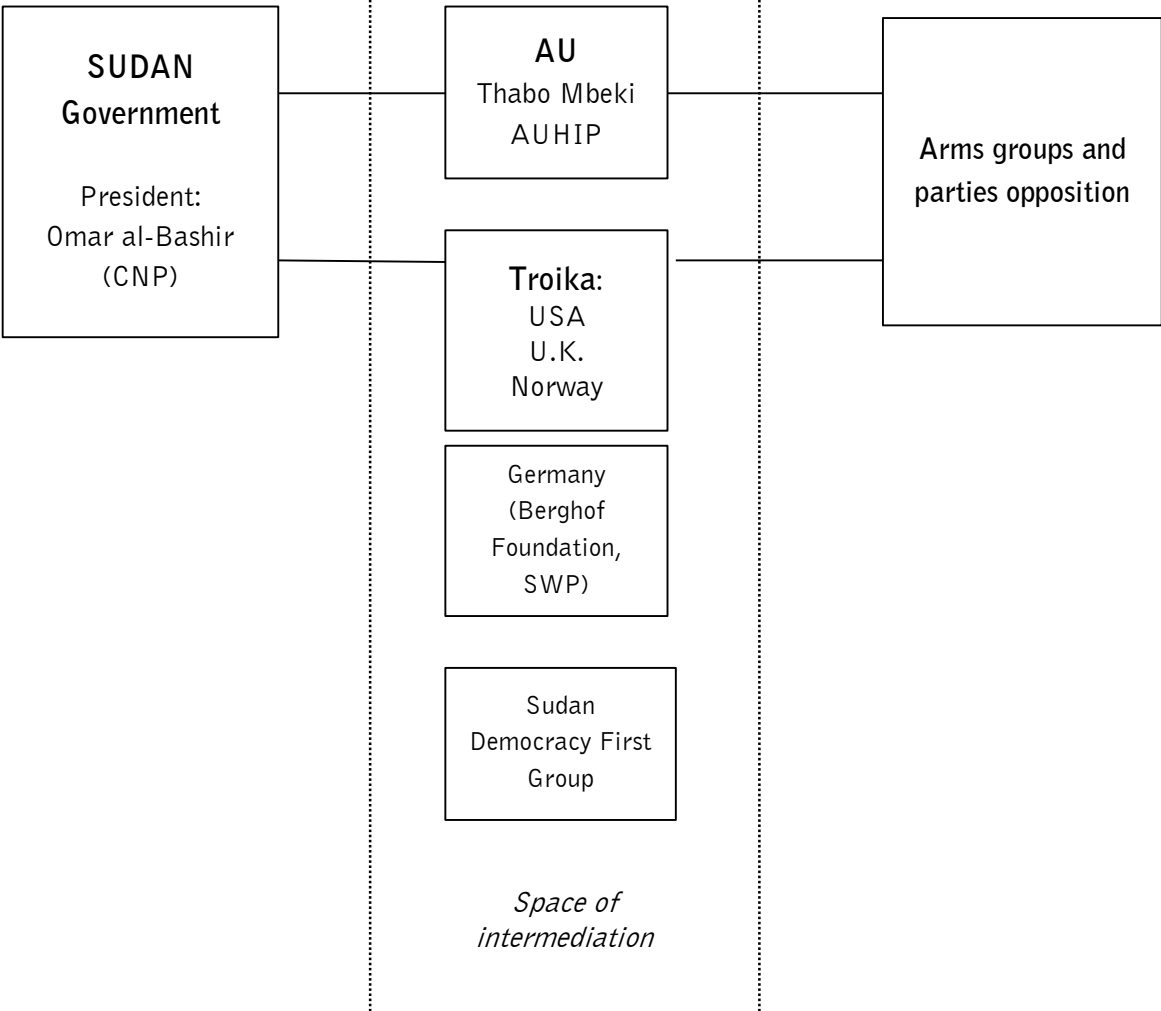 SUDAN
Government
President:
Omar al-Bashir
(CNP)
AU
Thabo Mbeki
AUHIP
Troika:
USA
U.K.
Norway
Germany
(Berghof
Foundation,
SWP)
Sudan
Democracy First
Group
Space of
intermediation
Arms groups and
parties opposition